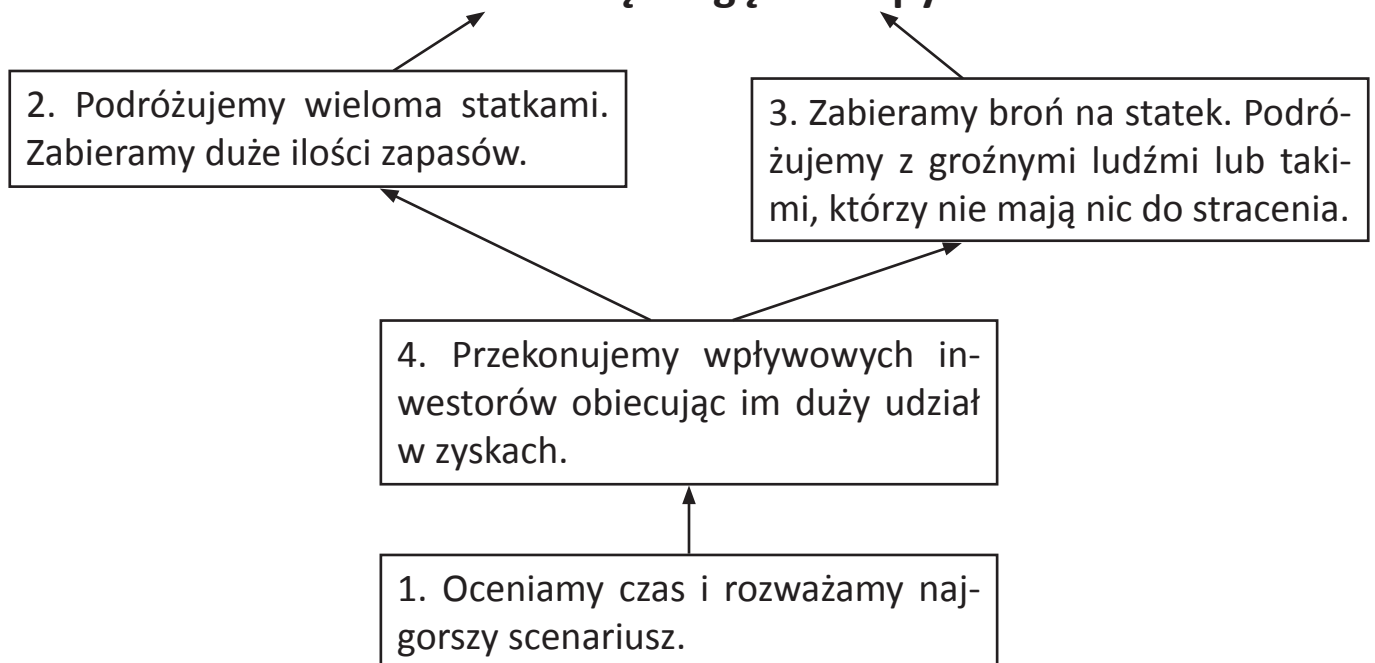 2. Podróżujemy wieloma statkami.
Zabieramy duże ilości zapasów.
3. Zabieramy broń na statek. Podró-
żujemy z groźnymi ludźmi lub taki-
mi, którzy nie mają nic do stracenia.
4. Przekonujemy wpływowych in-
westorów obiecując im duży udział
w zyskach.
1. Oceniamy czas i rozważamy naj-
gorszy scenariusz.